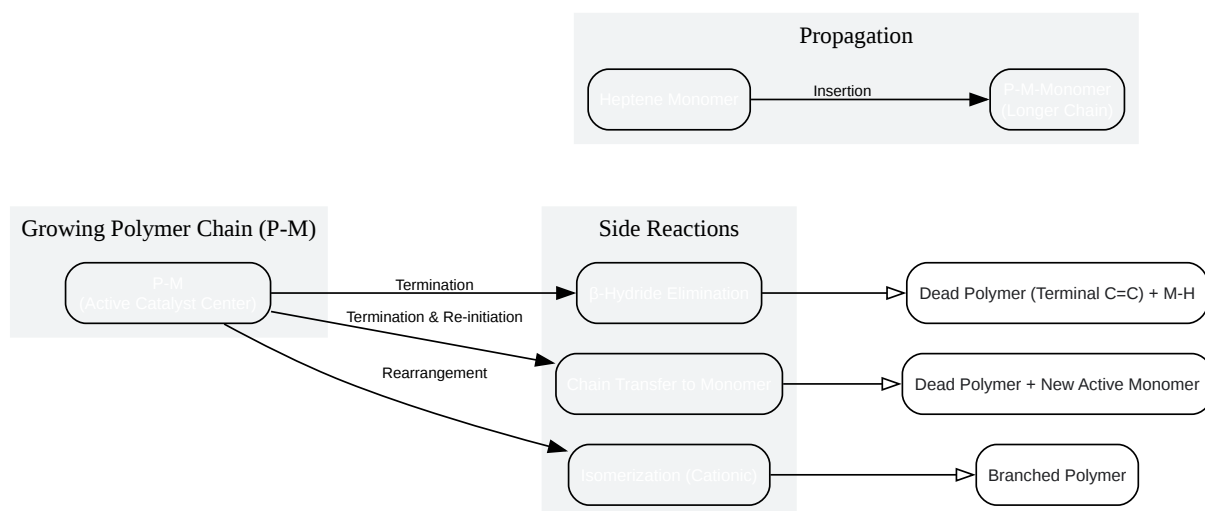 Propagation
Heptene Monomer
Insertion
P-M-Monomer
(Longer Chain)
Growing Polymer Chain (P-M)
P-M
(Active Catalyst Center)
Side Reactions
Termination
β-Hydride Elimination
Dead Polymer (Terminal C=C) + M-H
Termination & Re-initiation
Chain Transfer to Monomer
Dead Polymer + New Active Monomer
Rearrangement
Isomerization (Cationic)
Branched Polymer